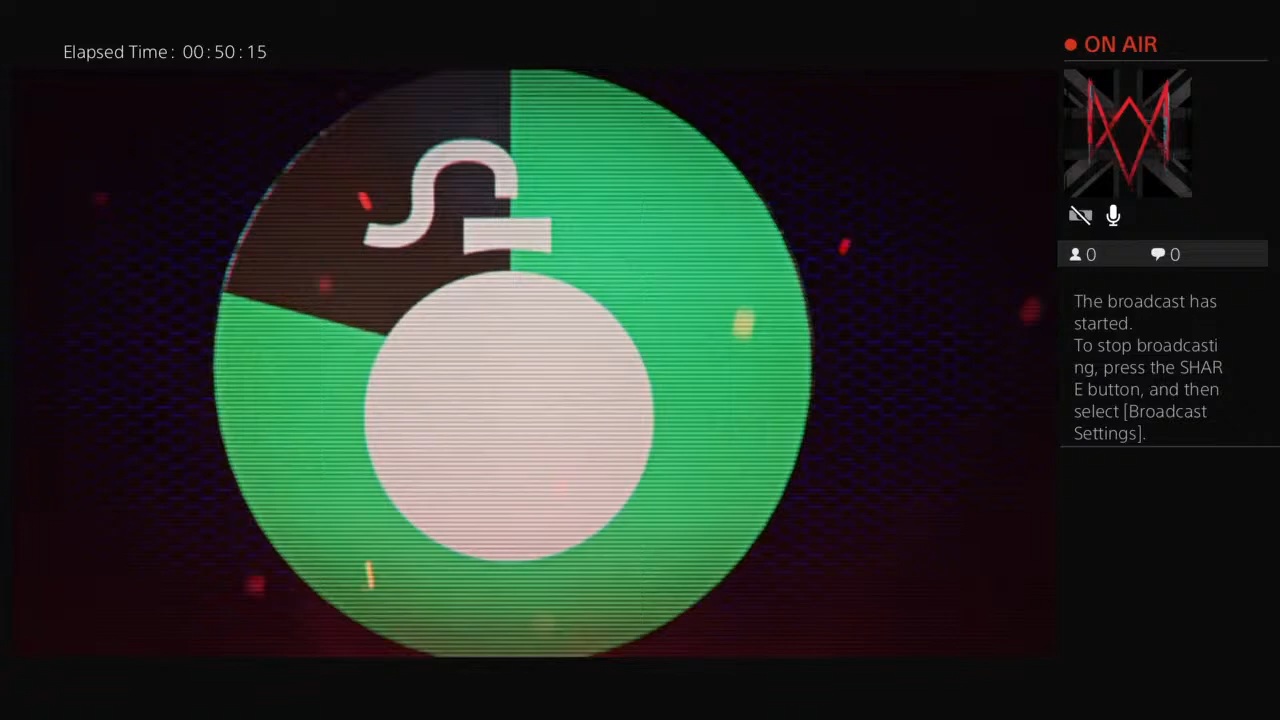 Elapsed Time: 00:50:15
ON AIR
0 0
The broadcast has
started.
To stop broadcasti
ng, press the SHAR
E button, and then
select [Broadcast
Settings].